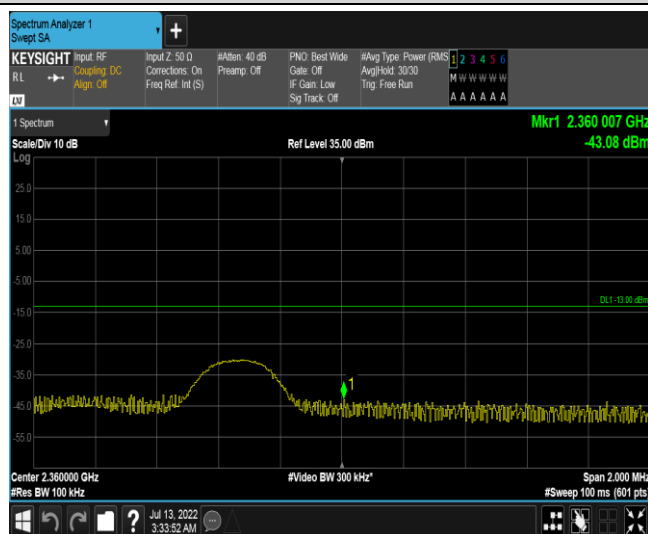 Spectrum Analyzer 1
Swept SA
+
KEYSIGHT
RL
LXI
Input: RF
Coupling: DC
Align: Off
Input Z: 50 Ω
Corrections: On
Freq Ref: Int (S)
#Atten: 40 dB
Preamp: Off
PNO: Best Wide
Gate: Off
IF Gain: Low
Sig Track: Off
#Avg Type: Power (RMS
Avg|Hold: 30/30
Trig: Free Run
1 2 3 4 5 6
M W W W W W
A A A A A A
1 Spectrum
Scale/Div 10 dB
Ref Level 35.00 dBm
Mkr1 2.360 007 GHz
-43.08 dBm
Log
25.0
15.0
5.00
-5.00
DL1 -13.00 dBm
-15.0
-25.0
-35.0
1
-45.0
-55.0
Center 2.360000 GHz
#Video BW 300 kHz*
Span 2.000 MHz
#Res BW 100 kHz
#Sweep 100 ms (601 pts)
?
Jul 13, 2022
3:33:52 AM